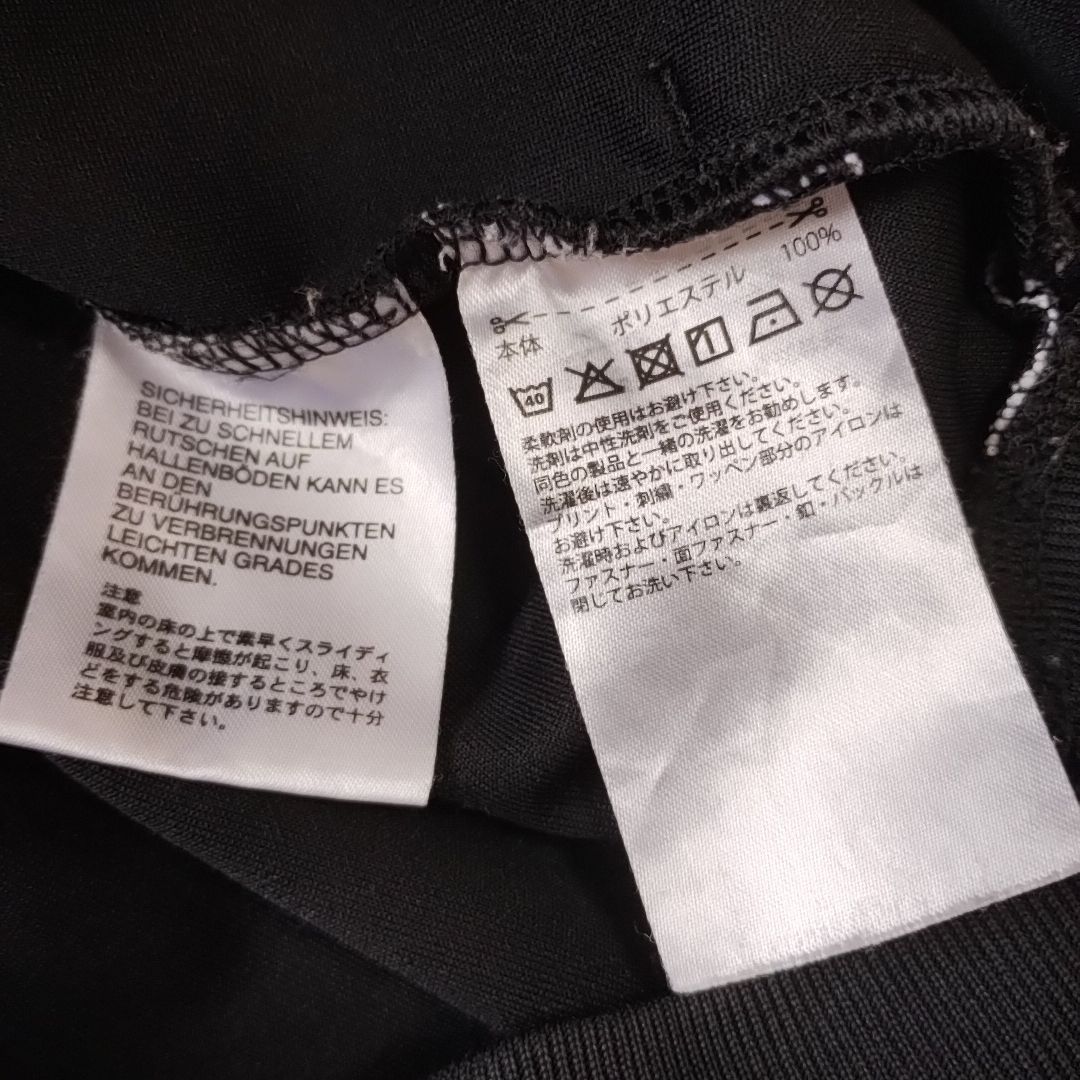 SICHERHEITSHINWEIS:
BEI ZU SCHNELLEM
RUTSCHEN AUF
HALLENBÖDEN KANN ES
AN DEN
BERÜHRUNGSPUNKTEN
ZU VERBRENNUNGEN
LEICHTEN GRADES
KOMMEN.
注意
室内の床の上で素早くスライディ
ングすると摩擦が起こり、床、衣
服及び皮膚の接するところでやけ
どをする危険がありますので十分
注意して下さい。
本体 ポリエステル 100%
40 1
柔軟剤の使用はお避け下さい。
洗剤は中性洗剤をご使用ください。
同色の製品と一緒の洗濯をお勧めします。
洗濯後は速やかに取り出してください。
プリント・刺繍・ワッペン部分のアイロンは
お避け下さい。
洗濯時およびアイロンは裏返してください。
ファスナー・面ファスナー・釦・バックルは
閉じてお洗い下さい。